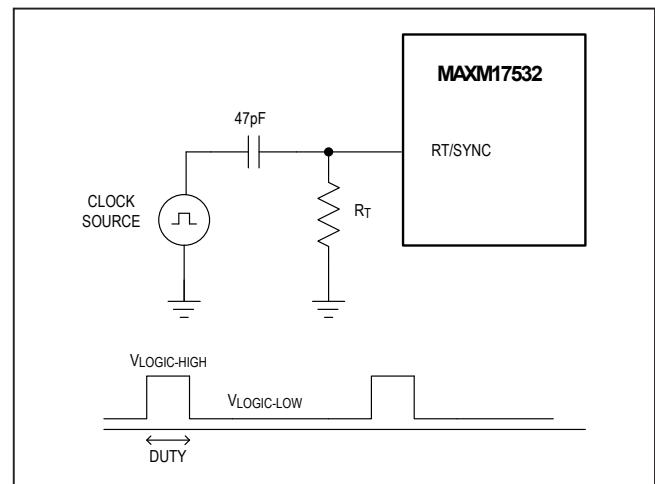 MAXM17532
47pF
RT/SYNC
CLOCK
SOURCE
RT
VLOGIC-HIGH
VLOGIC-LOW
DUTY